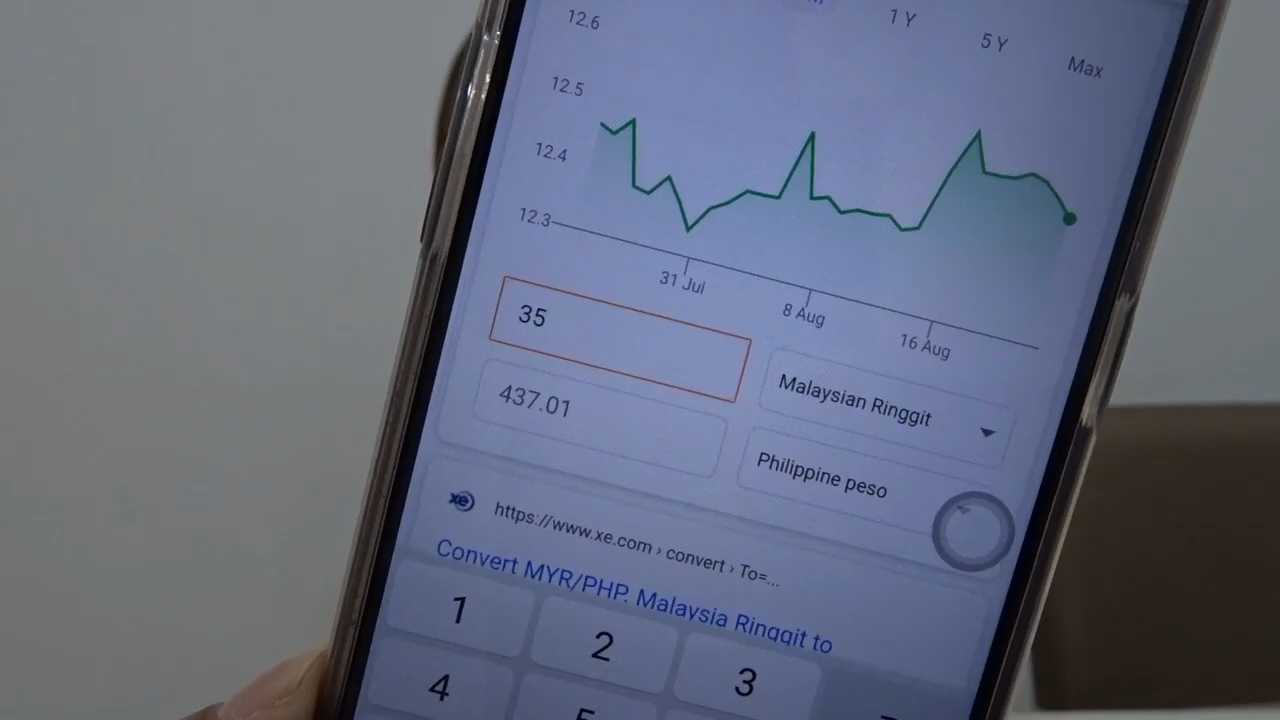 1 Y
5 Y
Max
12.6
12.5
12.4
12.3
31 Jul
8 Aug
16 Aug
35
Malaysian Ringgit
437.01
Philippine peso
xe
https://www.xe.com › convert › To=...
Convert MYR/PHP. Malaysia Ringgit to
1
2
3
4
5